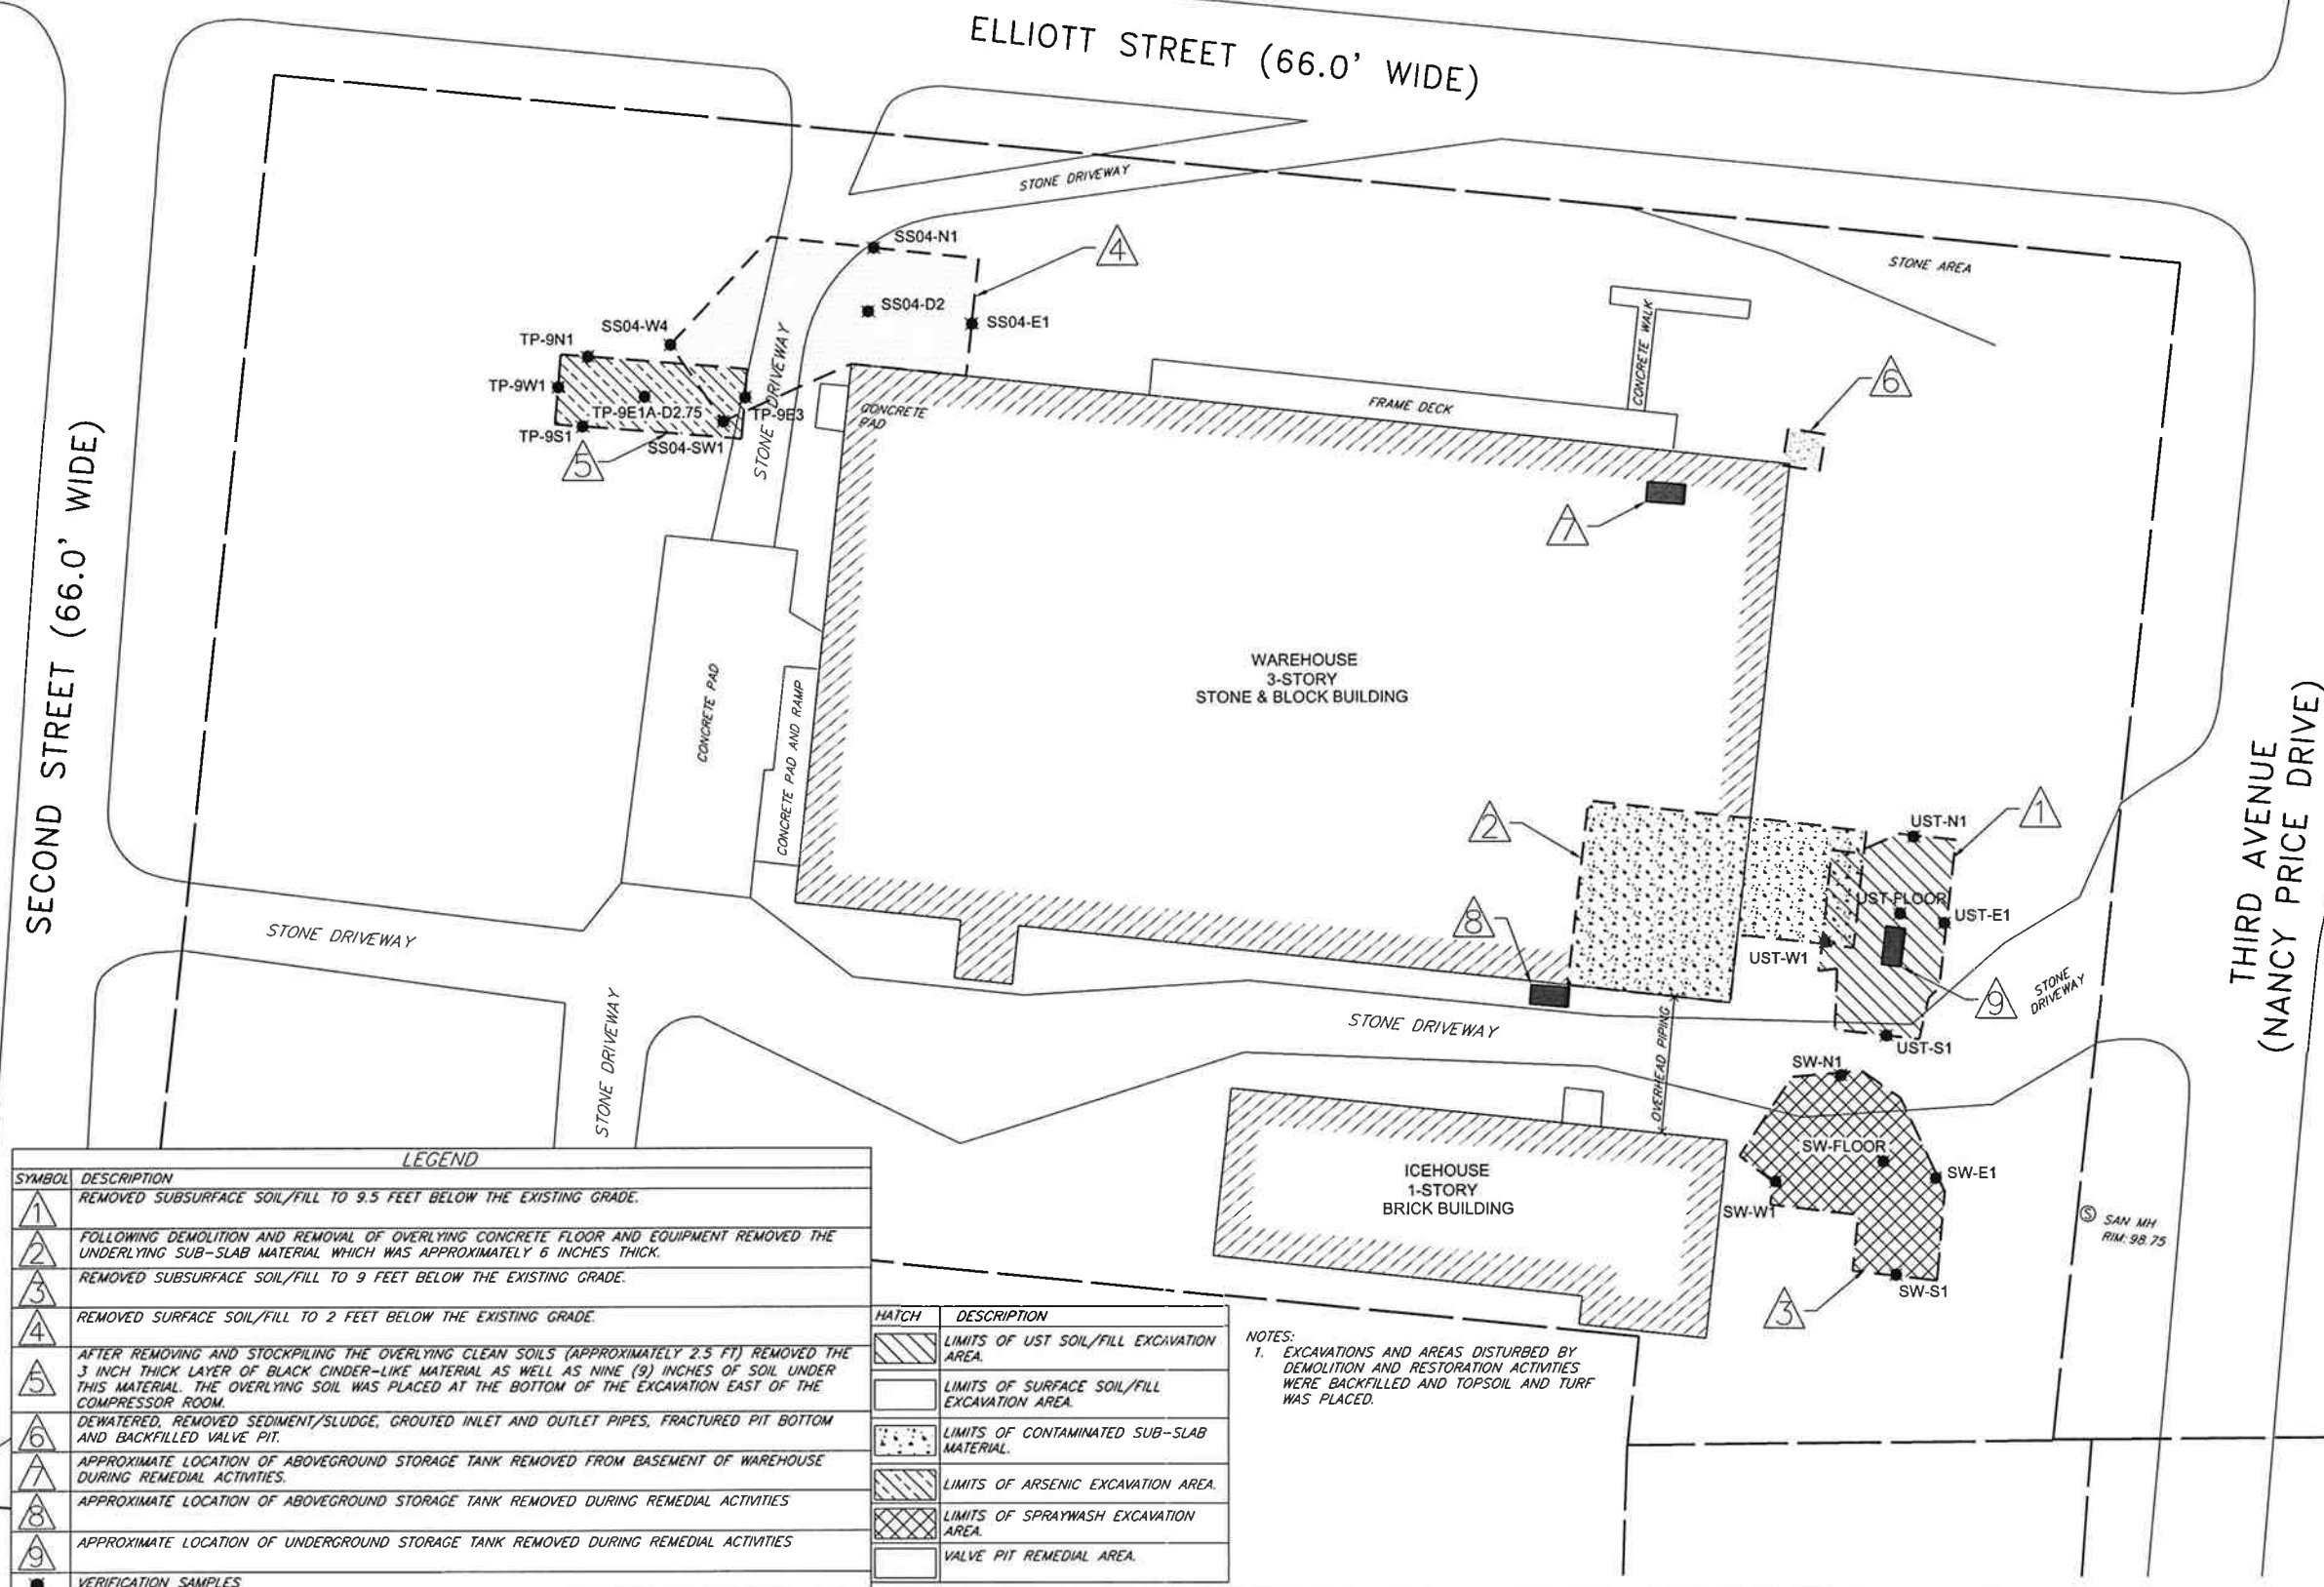 ELLIOTT STREET (66.0' WIDE)
STONE DRIVEWAY
SS04-N1
4
STONE AREA
SS04-D2
SS04-E1
SS04-W4
TP-9N1
TP-9W1
TP-9E1A-D2.75
TP-9E3
TP-9S1
SS04-SW1
5
STONE DRIVEWAY
CONCRETE
PAD
FRAME DECK
CONCRETE WALK
6
7
SECOND STREET (66.0' WIDE)
WAREHOUSE
3-STORY
STONE & BLOCK BUILDING
CONCRETE PAD
CONCRETE PAD AND RAMP
THIRD AVENUE
(NANCY PRICE DRIVE)
2
1
UST-N1
UST-FLOOR
UST-E1
UST-W1
8
9
STONE
DRIVEWAY
STONE DRIVEWAY
STONE DRIVEWAY
STONE DRIVEWAY
OVERHEAD PIPING
UST-S1
SW-N1
SW-FLOOR
SW-E1
SW-W1
SW-S1
3
ICEHOUSE
1-STORY
BRICK BUILDING
S
SAN MH
RIM: 98.75
LEGEND
SYMBOL DESCRIPTION
1 REMOVED SUBSURFACE SOIL/FILL TO 9.5 FEET BELOW THE EXISTING GRADE.
2 FOLLOWING DEMOLITION AND REMOVAL OF OVERLYING CONCRETE FLOOR AND EQUIPMENT REMOVED THE
UNDERLYING SUB-SLAB MATERIAL WHICH WAS APPROXIMATELY 6 INCHES THICK.
3 REMOVED SUBSURFACE SOIL/FILL TO 9 FEET BELOW THE EXISTING GRADE.
4 REMOVED SURFACE SOIL/FILL TO 2 FEET BELOW THE EXISTING GRADE.
5 AFTER REMOVING AND STOCKPILING THE OVERLYING CLEAN SOILS (APPROXIMATELY 2.5 FT) REMOVED THE
3 INCH THICK LAYER OF BLACK CINDER-LIKE MATERIAL AS WELL AS NINE (9) INCHES OF SOIL UNDER
THIS MATERIAL. THE OVERLYING SOIL WAS PLACED AT THE BOTTOM OF THE EXCAVATION EAST OF THE
COMPRESSOR ROOM.
6 DEWATERED, REMOVED SEDIMENT/SLUDGE, GROUTED INLET AND OUTLET PIPES, FRACTURED PIT BOTTOM
AND BACKFILLED VALVE PIT.
7 APPROXIMATE LOCATION OF ABOVEGROUND STORAGE TANK REMOVED FROM BASEMENT OF WAREHOUSE
DURING REMEDIAL ACTIVITIES.
8 APPROXIMATE LOCATION OF ABOVEGROUND STORAGE TANK REMOVED DURING REMEDIAL ACTIVITIES
9 APPROXIMATE LOCATION OF UNDERGROUND STORAGE TANK REMOVED DURING REMEDIAL ACTIVITIES
VERIFICATION SAMPLES
HATCH DESCRIPTION
LIMITS OF UST SOIL/FILL EXCAVATION
AREA.
LIMITS OF SURFACE SOIL/FILL
EXCAVATION AREA.
LIMITS OF CONTAMINATED SUB-SLAB
MATERIAL.
LIMITS OF ARSENIC EXCAVATION AREA.
LIMITS OF SPRAYWASH EXCAVATION
AREA.
VALVE PIT REMEDIAL AREA.
NOTES:
1. EXCAVATIONS AND AREAS DISTURBED BY
DEMOLITION AND RESTORATION ACTIVITIES
WERE BACKFILLED AND TOPSOIL AND TURF
WAS PLACED.